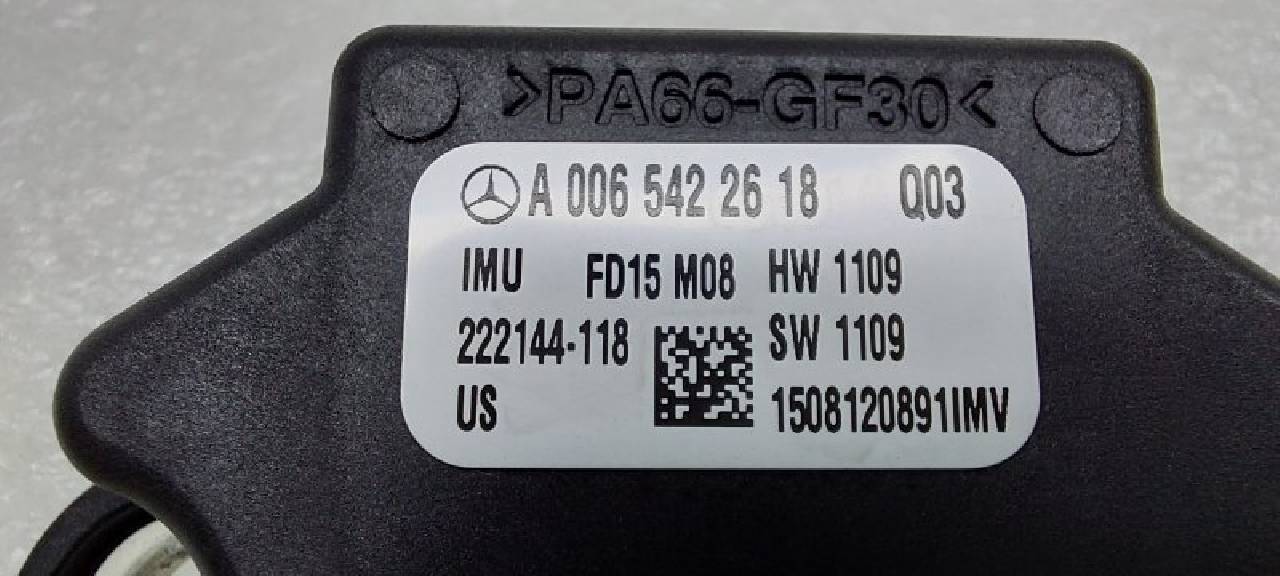 >PA66-GF30<
A 006 542 26 18 Q03
IMU FD15 M08 HW 1109
222144-118 SW 1109
US 1508120891IMV